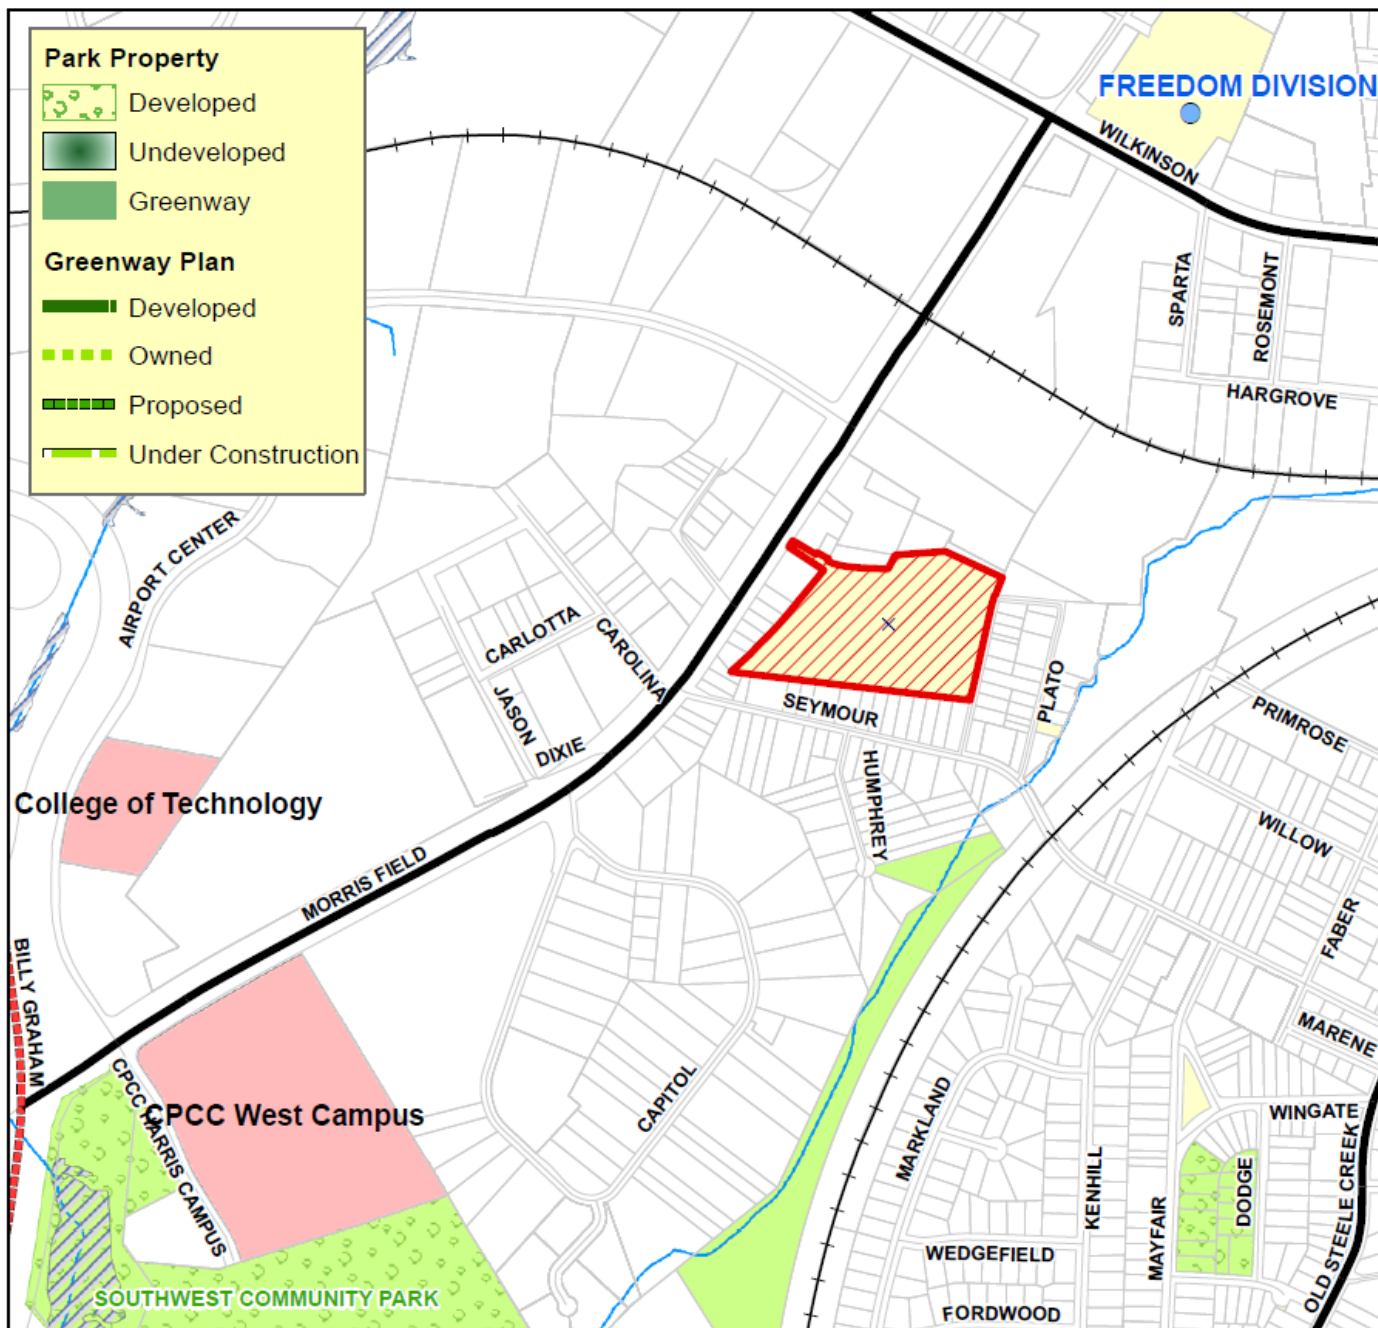 Park Property
Developed
Undeveloped
Greenway
Greenway Plan
Developed
Owned
Proposed
Under Construction
FREEDOM DIVISION
WILKINSON
SPARTA
ROSEMONT
HARGROVE
AIRPORT CENTER
CARLOTTA
CAROLINA
JASON
DIXIE
SEYMOUR
PLATO
HUMPHREY
PRIMROSE
WILLOW
FABER
MARENE
College of Technology
MORRIS FIELD
BILLY GRAHAM
CPCC HARRIS CAMPUS
CPCC West Campus
CAPITOL
MARKLAND
KENHILL
MAYFAIR
DODGE
WINGATE
OLD STEELE CREEK
WEDGEFIELD
FORDWOOD
SOUTHWEST COMMUNITY PARK